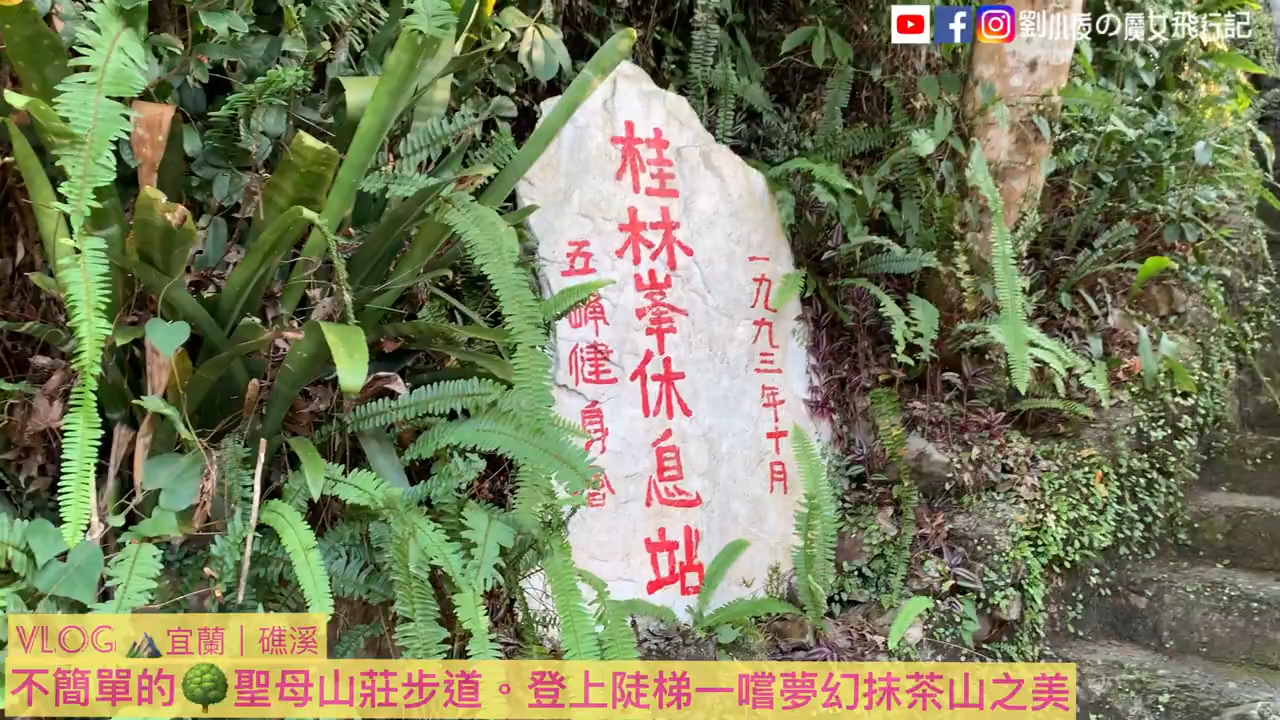 劉小夜の魔女飛行記
一九九三年十月
桂林峯休息站
五峰健身會
VLOG ⛰️宜蘭｜礁溪
不簡單的🌳聖母山莊步道。登上陡梯一嚐夢幻抹茶山之美